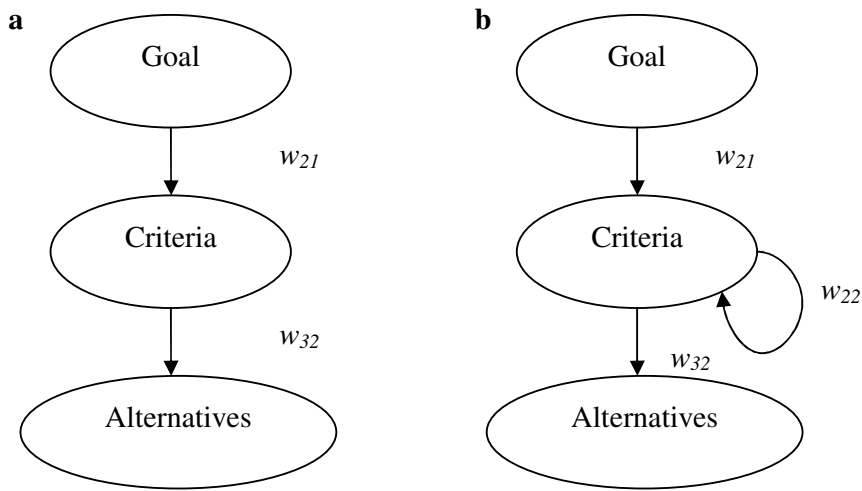 a
Goal
w21
Criteria
w32
Alternatives
b
Goal
w21
Criteria
w22
w32
Alternatives